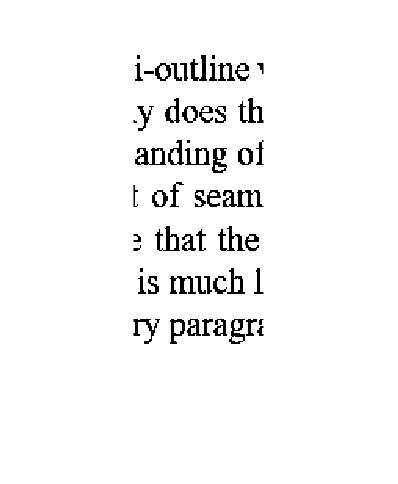 i-outline
y does th
anding of
t of seam
e that the
is much l
ry paragra